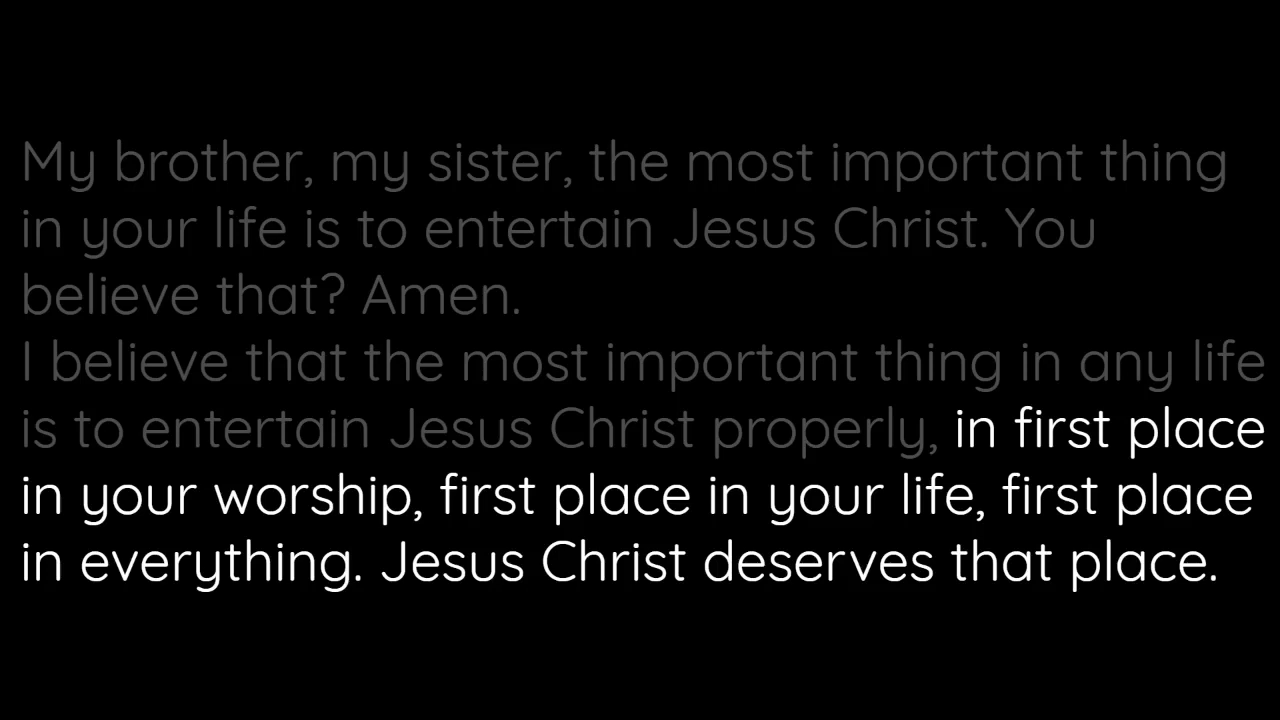 My brother, my sister, the most important thing
in your life is to entertain Jesus Christ. You
believe that? Amen.
I believe that the most important thing in any life
is to entertain Jesus Christ properly, in first place
in your worship, first place in your life, first place
in everything. Jesus Christ deserves that place.